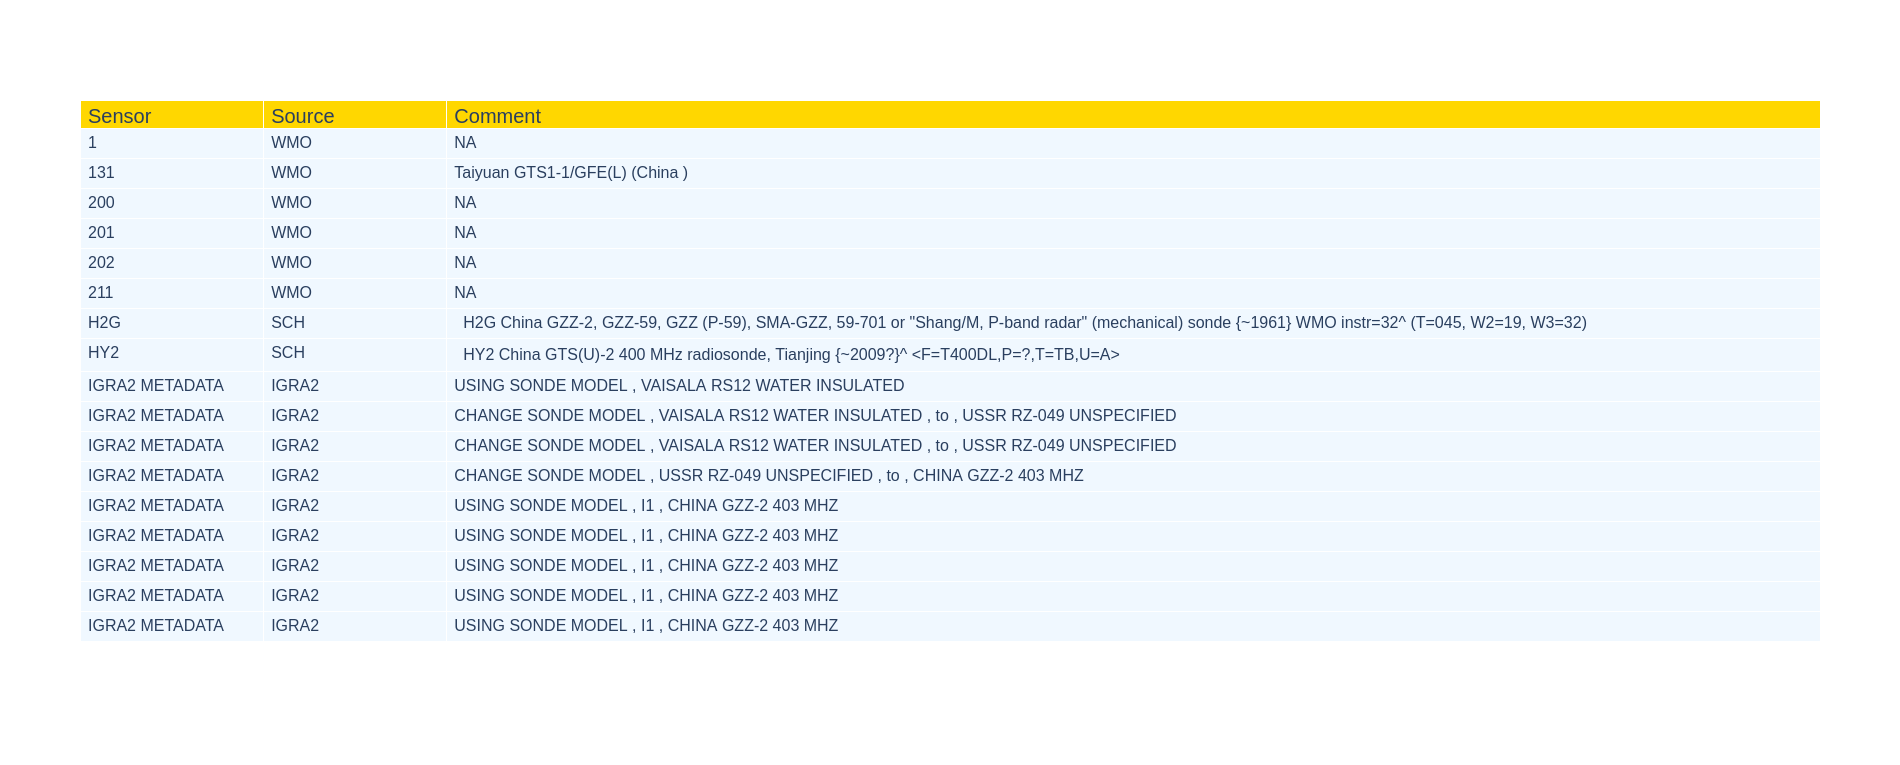 Sensor Source Comment
1 WMO NA
131 WMO Taiyuan GTS1-1/GFE(L) (China )
200 WMO NA
201 WMO NA
202 WMO NA
211 WMO NA
H2G SCH H2G China GZZ-2, GZZ-59, GZZ (P-59), SMA-GZZ, 59-701 or "Shang/M, P-band radar" (mechanical) sonde {~1961} WMO instr=32^ (T=045, W2=19, W3=32)
HY2 SCH HY2 China GTS(U)-2 400 MHz radiosonde, Tianjing {~2009?}^ <F=T400DL,P=?,T=TB,U=A>
IGRA2 METADATA IGRA2 USING SONDE MODEL , VAISALA RS12 WATER INSULATED
IGRA2 METADATA IGRA2 CHANGE SONDE MODEL , VAISALA RS12 WATER INSULATED , to , USSR RZ-049 UNSPECIFIED
IGRA2 METADATA IGRA2 CHANGE SONDE MODEL , VAISALA RS12 WATER INSULATED , to , USSR RZ-049 UNSPECIFIED
IGRA2 METADATA IGRA2 CHANGE SONDE MODEL , USSR RZ-049 UNSPECIFIED , to , CHINA GZZ-2 403 MHZ
IGRA2 METADATA IGRA2 USING SONDE MODEL , I1 , CHINA GZZ-2 403 MHZ
IGRA2 METADATA IGRA2 USING SONDE MODEL , I1 , CHINA GZZ-2 403 MHZ
IGRA2 METADATA IGRA2 USING SONDE MODEL , I1 , CHINA GZZ-2 403 MHZ
IGRA2 METADATA IGRA2 USING SONDE MODEL , I1 , CHINA GZZ-2 403 MHZ
IGRA2 METADATA IGRA2 USING SONDE MODEL , I1 , CHINA GZZ-2 403 MHZ